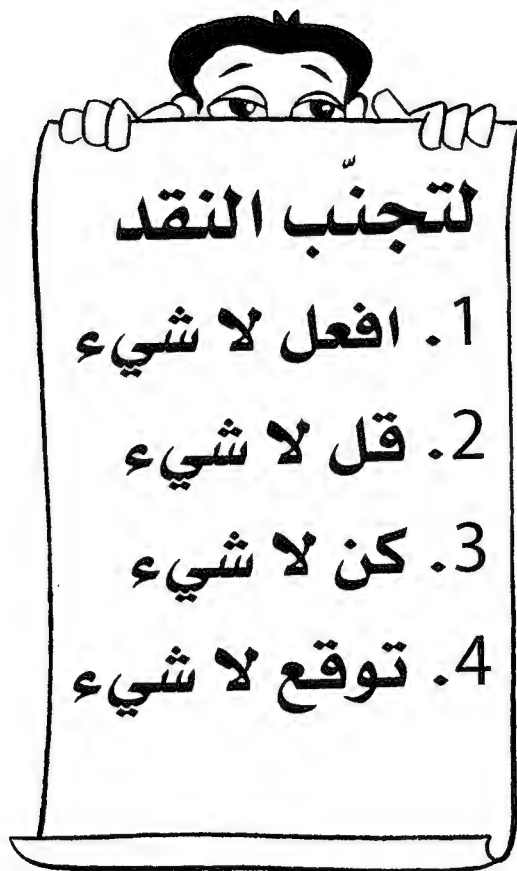 لتجنّب النقد
1. افعل لا شيء
2. قل لا شيء
3. كن لا شيء
4. توقع لا شيء